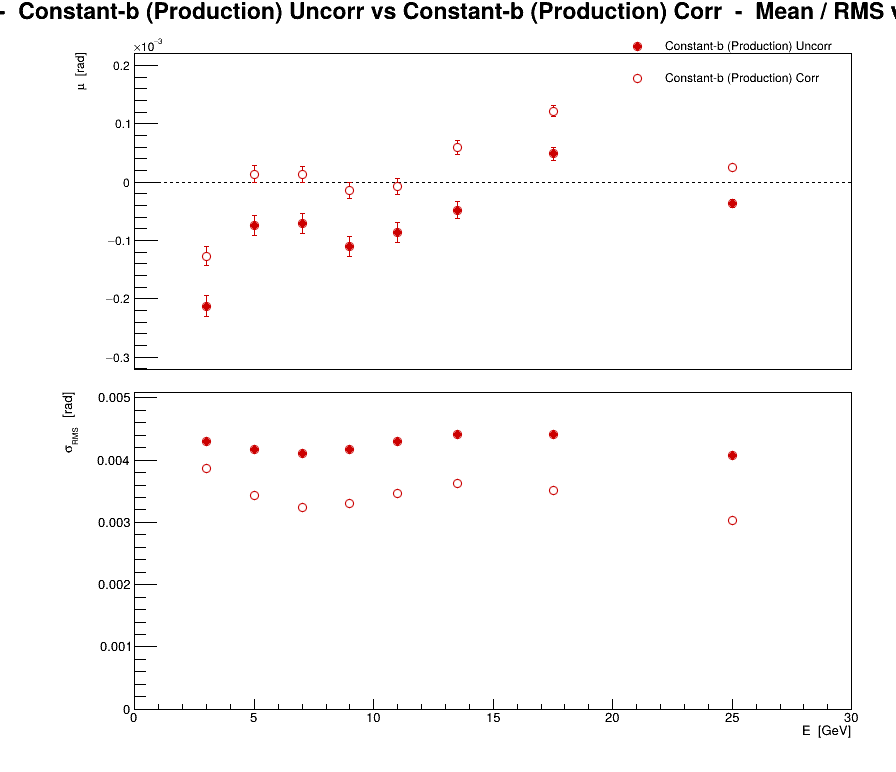 - Constant-b (Production) Uncorr vs Constant-b (Production) Corr - Mean / RMS
×10⁻³
μ [rad]
Constant-b (Production) Uncorr
Constant-b (Production) Corr
0.2
0.1
0
−0.1
−0.2
−0.3
σRMS [rad]
0.005
0.004
0.003
0.002
0.001
0
0 5 10 15 20 25 30
E [GeV]